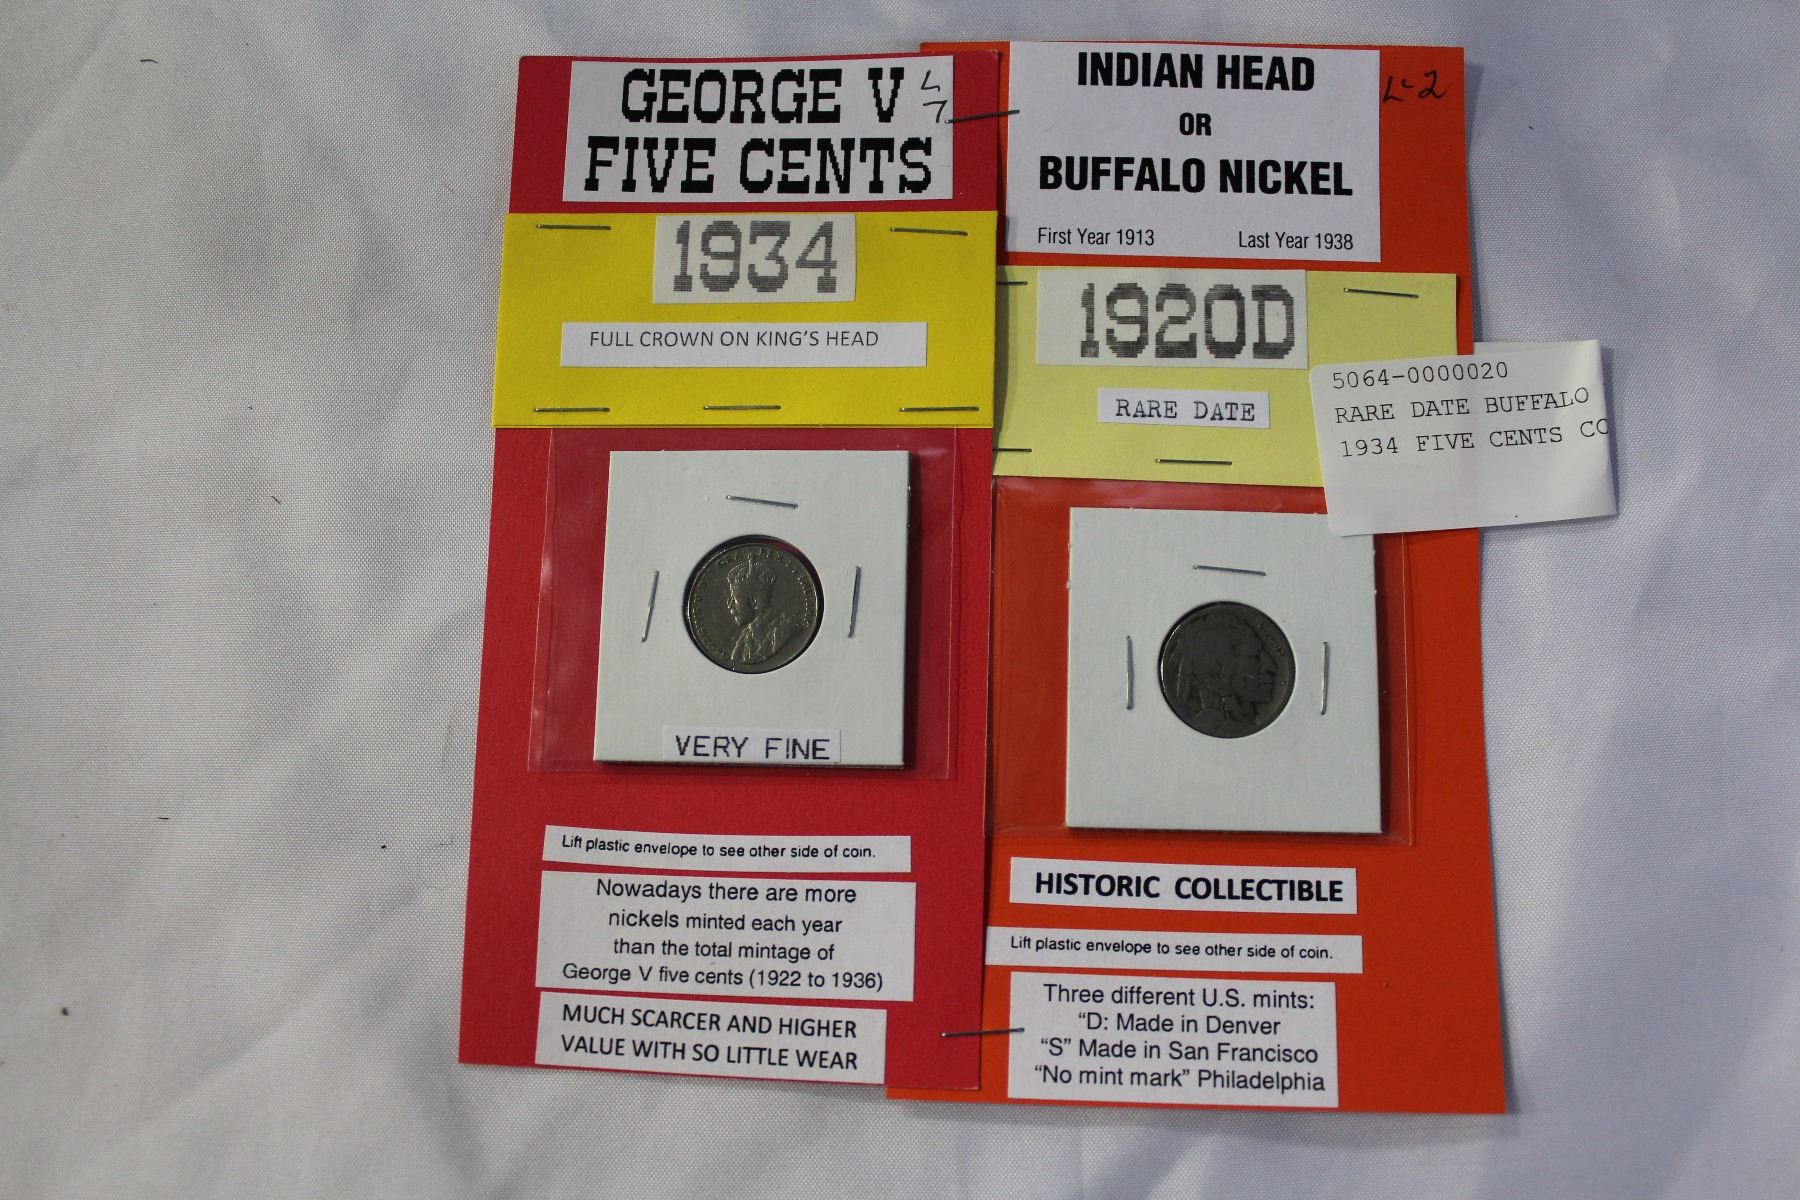 GEORGE V
FIVE CENTS
L
7
1934
FULL CROWN ON KING'S HEAD
VERY FINE
Lift plastic envelope to see other side of coin.
Nowadays there are more
nickels minted each year
than the total mintage of
George V five cents (1922 to 1936)
MUCH SCARCER AND HIGHER
VALUE WITH SO LITTLE WEAR
INDIAN HEAD
OR
BUFFALO NICKEL
First Year 1913 Last Year 1938
L-2
1920D
RARE DATE
5064-0000020
RARE DATE BUFFALO
1934 FIVE CENTS CO
HISTORIC COLLECTIBLE
Lift plastic envelope to see other side of coin.
Three different U.S. mints:
"D: Made in Denver
"S" Made in San Francisco
"No mint mark" Philadelphia